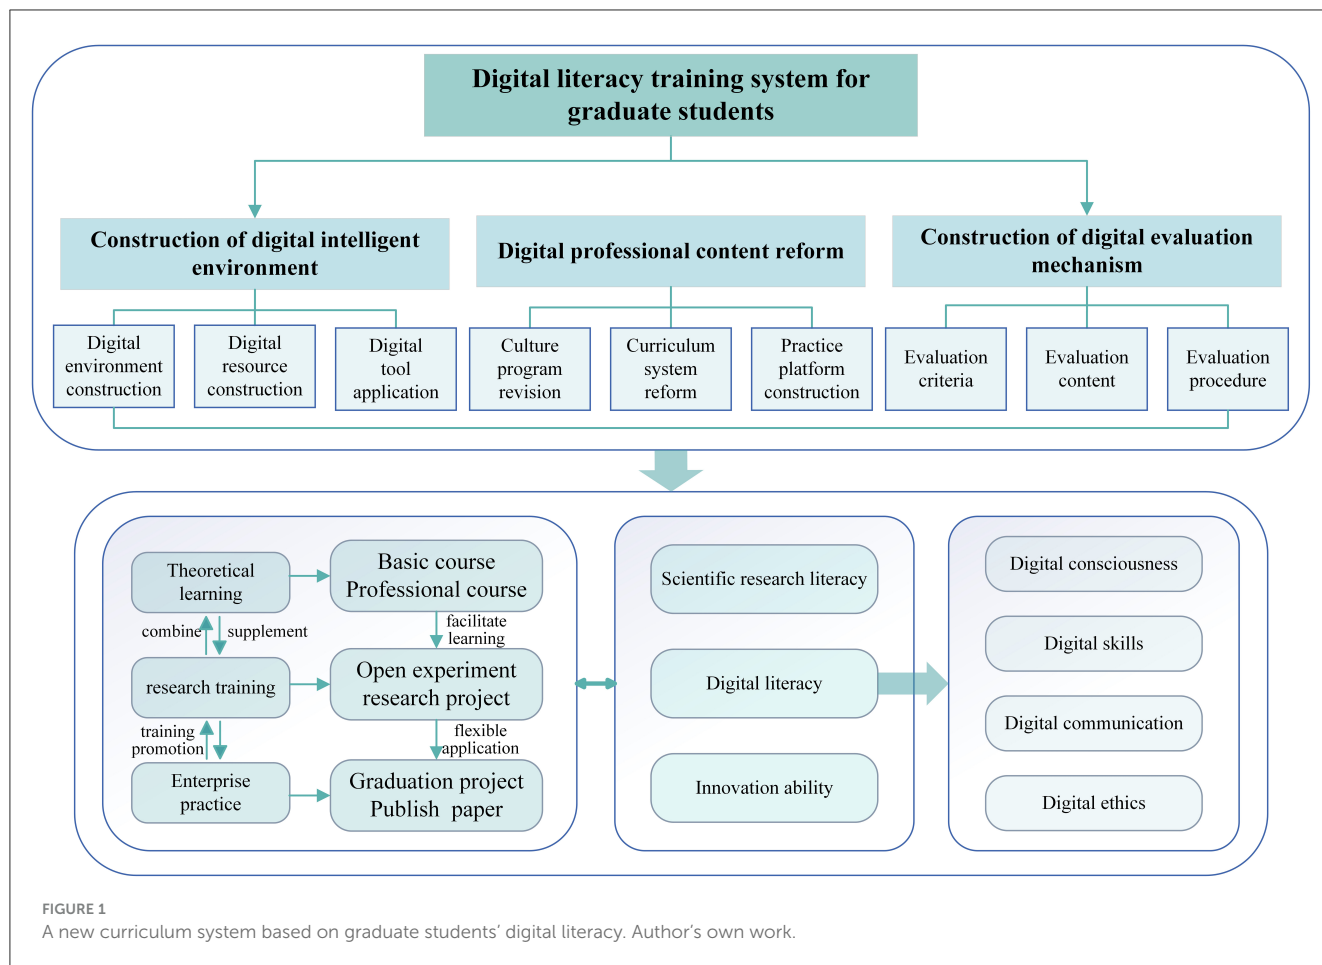 Digital literacy training system for
graduate students
Construction of digital intelligent
environment
Digital professional content reform
Construction of digital evaluation
mechanism
Digital
environment
construction
Digital
resource
construction
Digital
tool
application
Culture
program
revision
Curriculum
system
reform
Practice
platform
construction
Evaluation
criteria
Evaluation
content
Evaluation
procedure
Theoretical
learning
Basic course
Professional course
combine
supplement
facilitate
learning
research training
Open experiment
research project
training
promotion
flexible
application
Enterprise
practice
Graduation project
Publish paper
Scientific research literacy
Digital literacy
Innovation ability
Digital consciousness
Digital skills
Digital communication
Digital ethics
FIGURE 1
A new curriculum system based on graduate students’ digital literacy. Author’s own work.